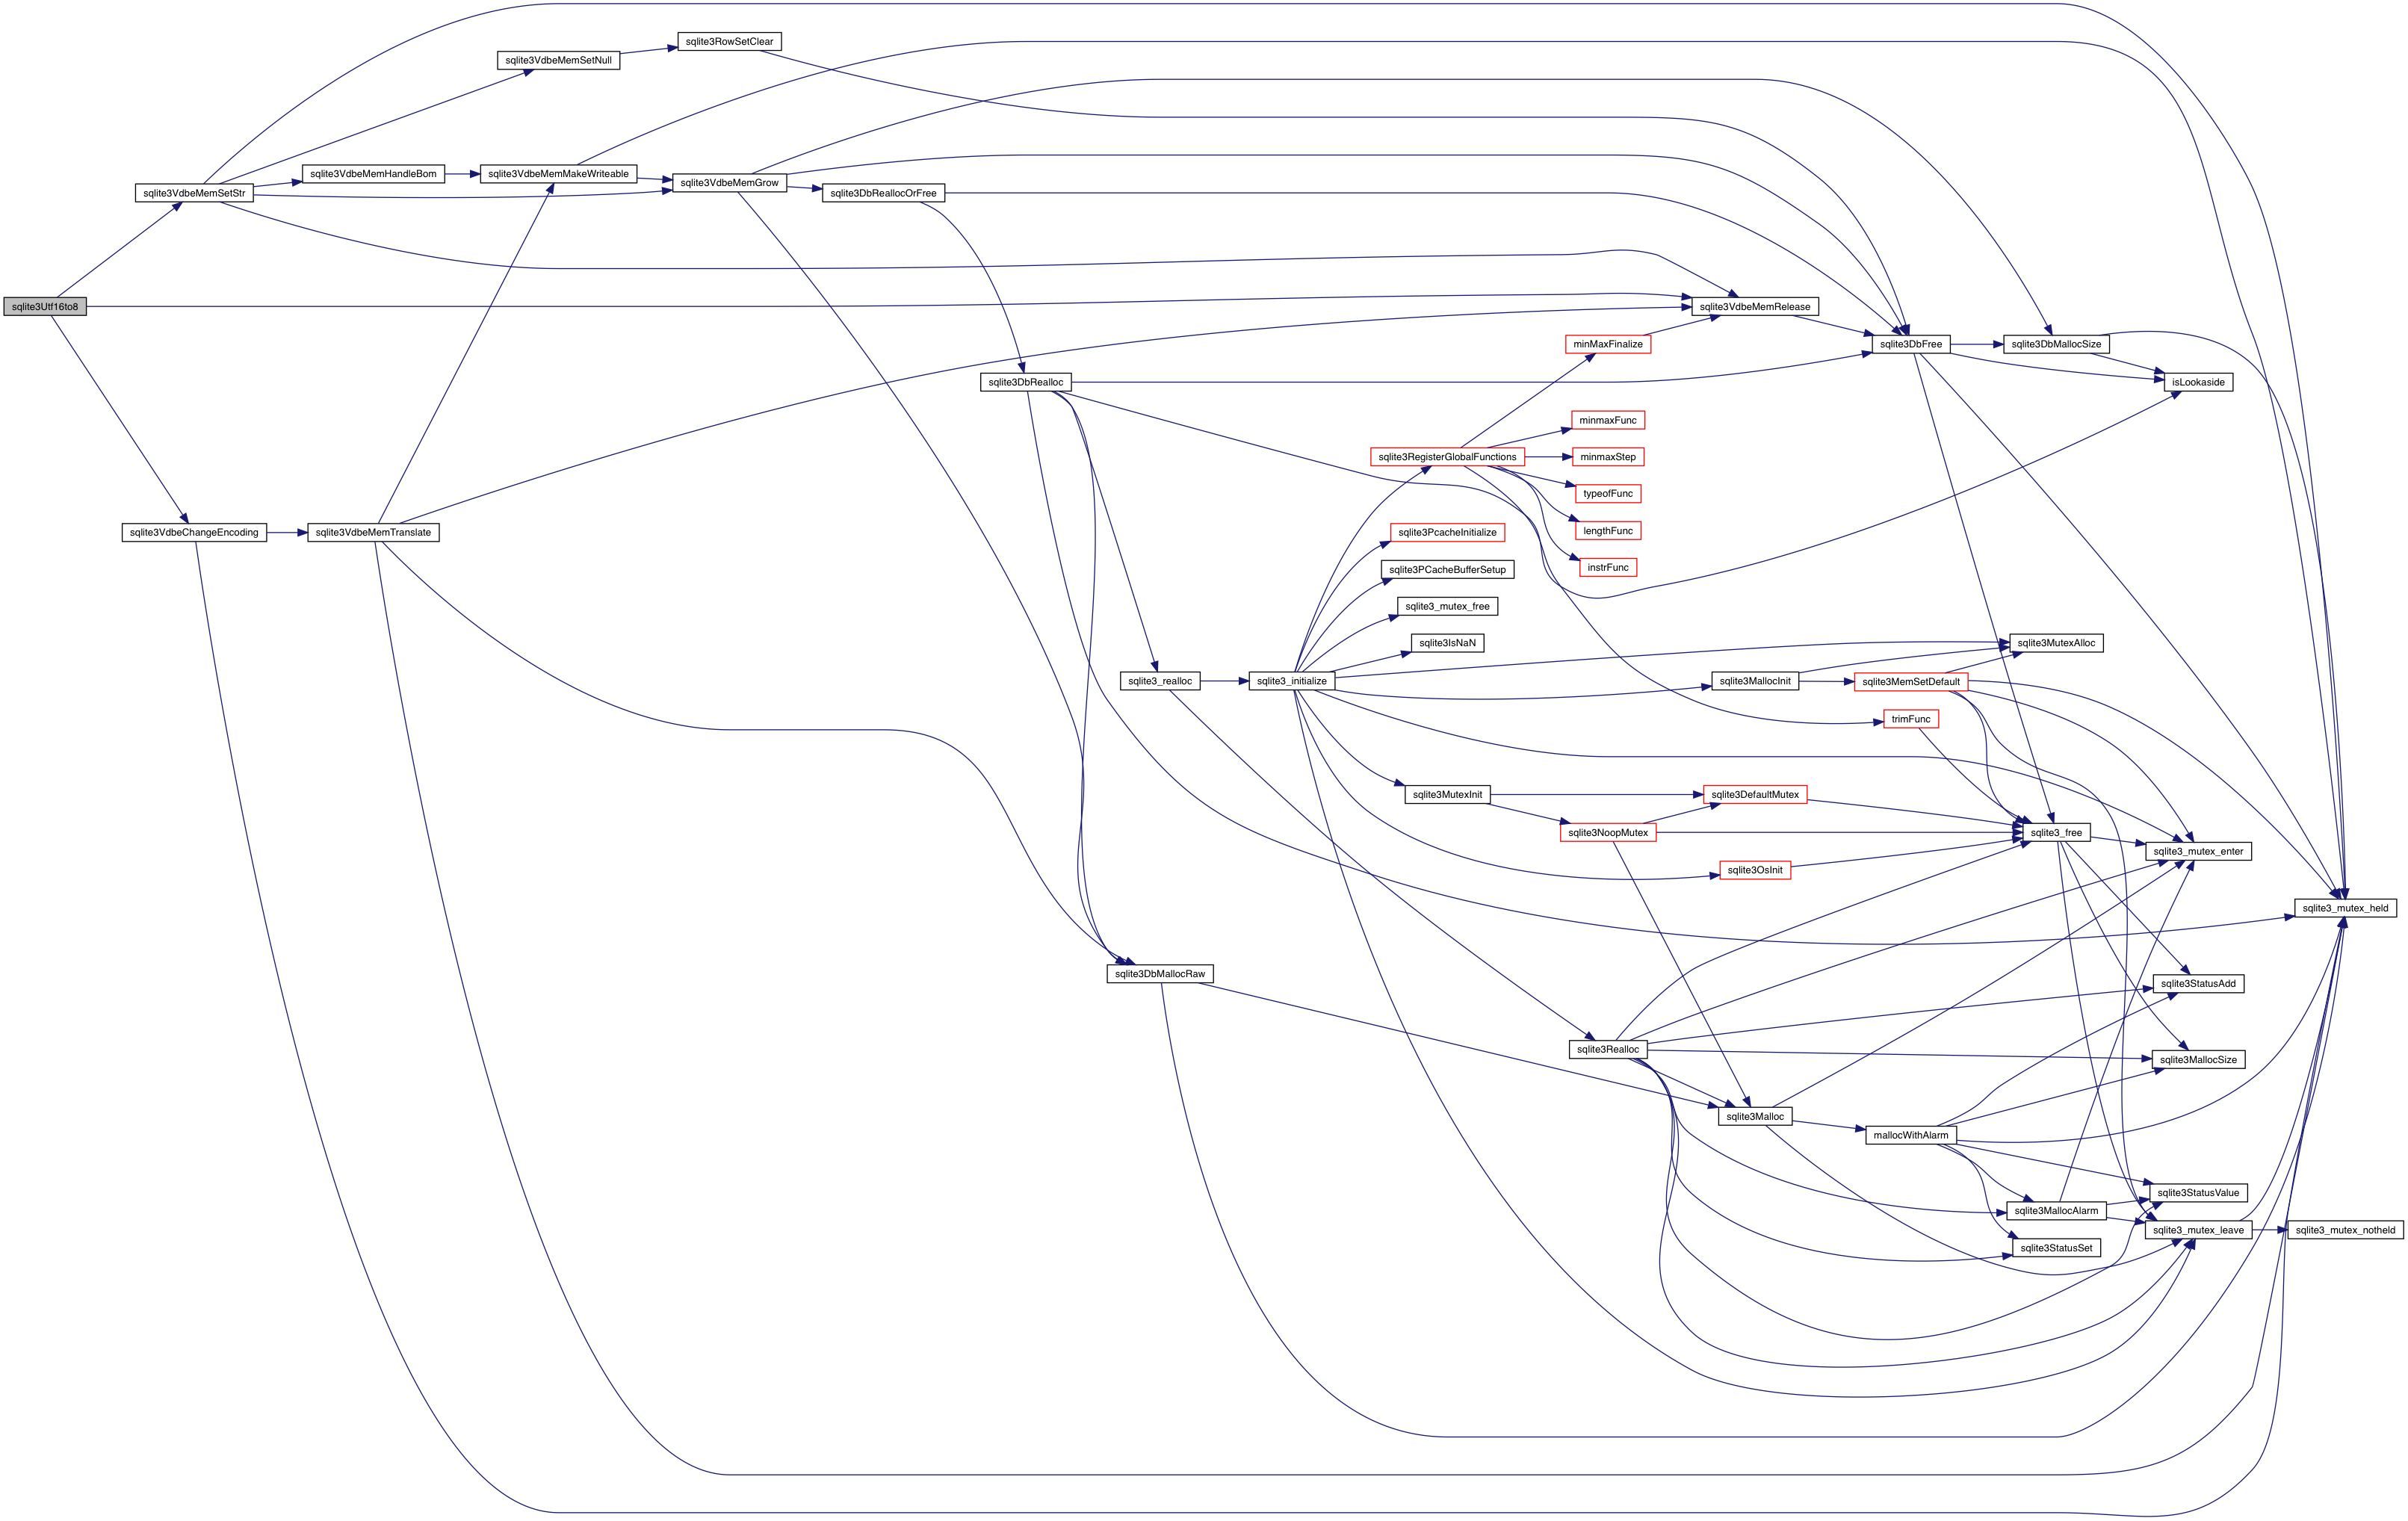 sqlite3RowSetClear
sqlite3VdbeMemSetNull
sqlite3VdbeMemHandleBom
sqlite3VdbeMemMakeWriteable
sqlite3VdbeMemGrow
sqlite3VdbeMemSetStr
sqlite3DbReallocOrFree
sqlite3Utf16to8
sqlite3VdbeMemRelease
minMaxFinalize
sqlite3DbFree
sqlite3DbMallocSize
sqlite3DbRealloc
isLookaside
minmaxFunc
sqlite3RegisterGlobalFunctions
minmaxStep
typeofFunc
sqlite3VdbeChangeEncoding
sqlite3VdbeMemTranslate
sqlite3PcacheInitialize
lengthFunc
sqlite3PCacheBufferSetup
instrFunc
sqlite3_mutex_free
sqlite3IsNaN
sqlite3MutexAlloc
sqlite3_realloc
sqlite3_initialize
sqlite3MallocInit
sqlite3MemSetDefault
trimFunc
sqlite3MutexInit
sqlite3DefaultMutex
sqlite3NoopMutex
sqlite3_free
sqlite3_mutex_enter
sqlite3OsInit
sqlite3_mutex_held
sqlite3DbMallocRaw
sqlite3StatusAdd
sqlite3Realloc
sqlite3MallocSize
sqlite3Malloc
mallocWithAlarm
sqlite3StatusValue
sqlite3MallocAlarm
sqlite3_mutex_leave
sqlite3_mutex_notheld
sqlite3StatusSet